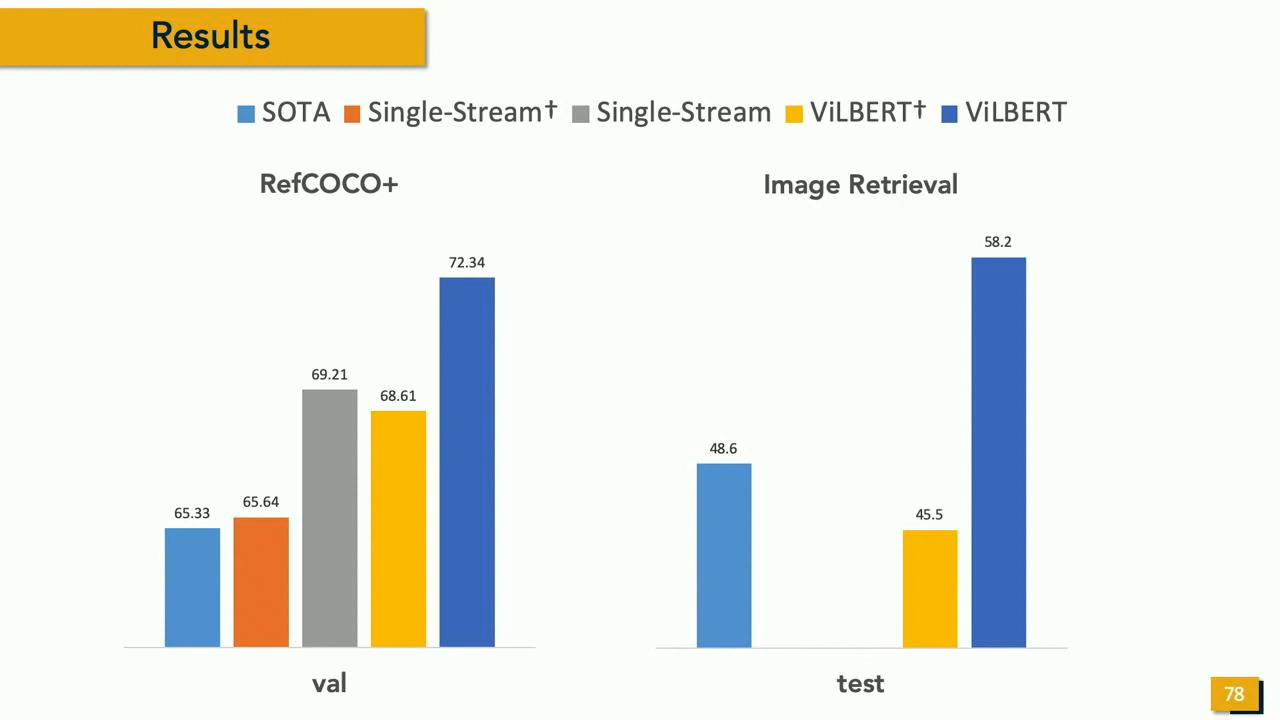 Results
SOTA Single-Stream† Single-Stream ViLBERT† ViLBERT
RefCOCO+
72.34
69.21
68.61
65.64
65.33
val
Image Retrieval
58.2
48.6
45.5
test
78